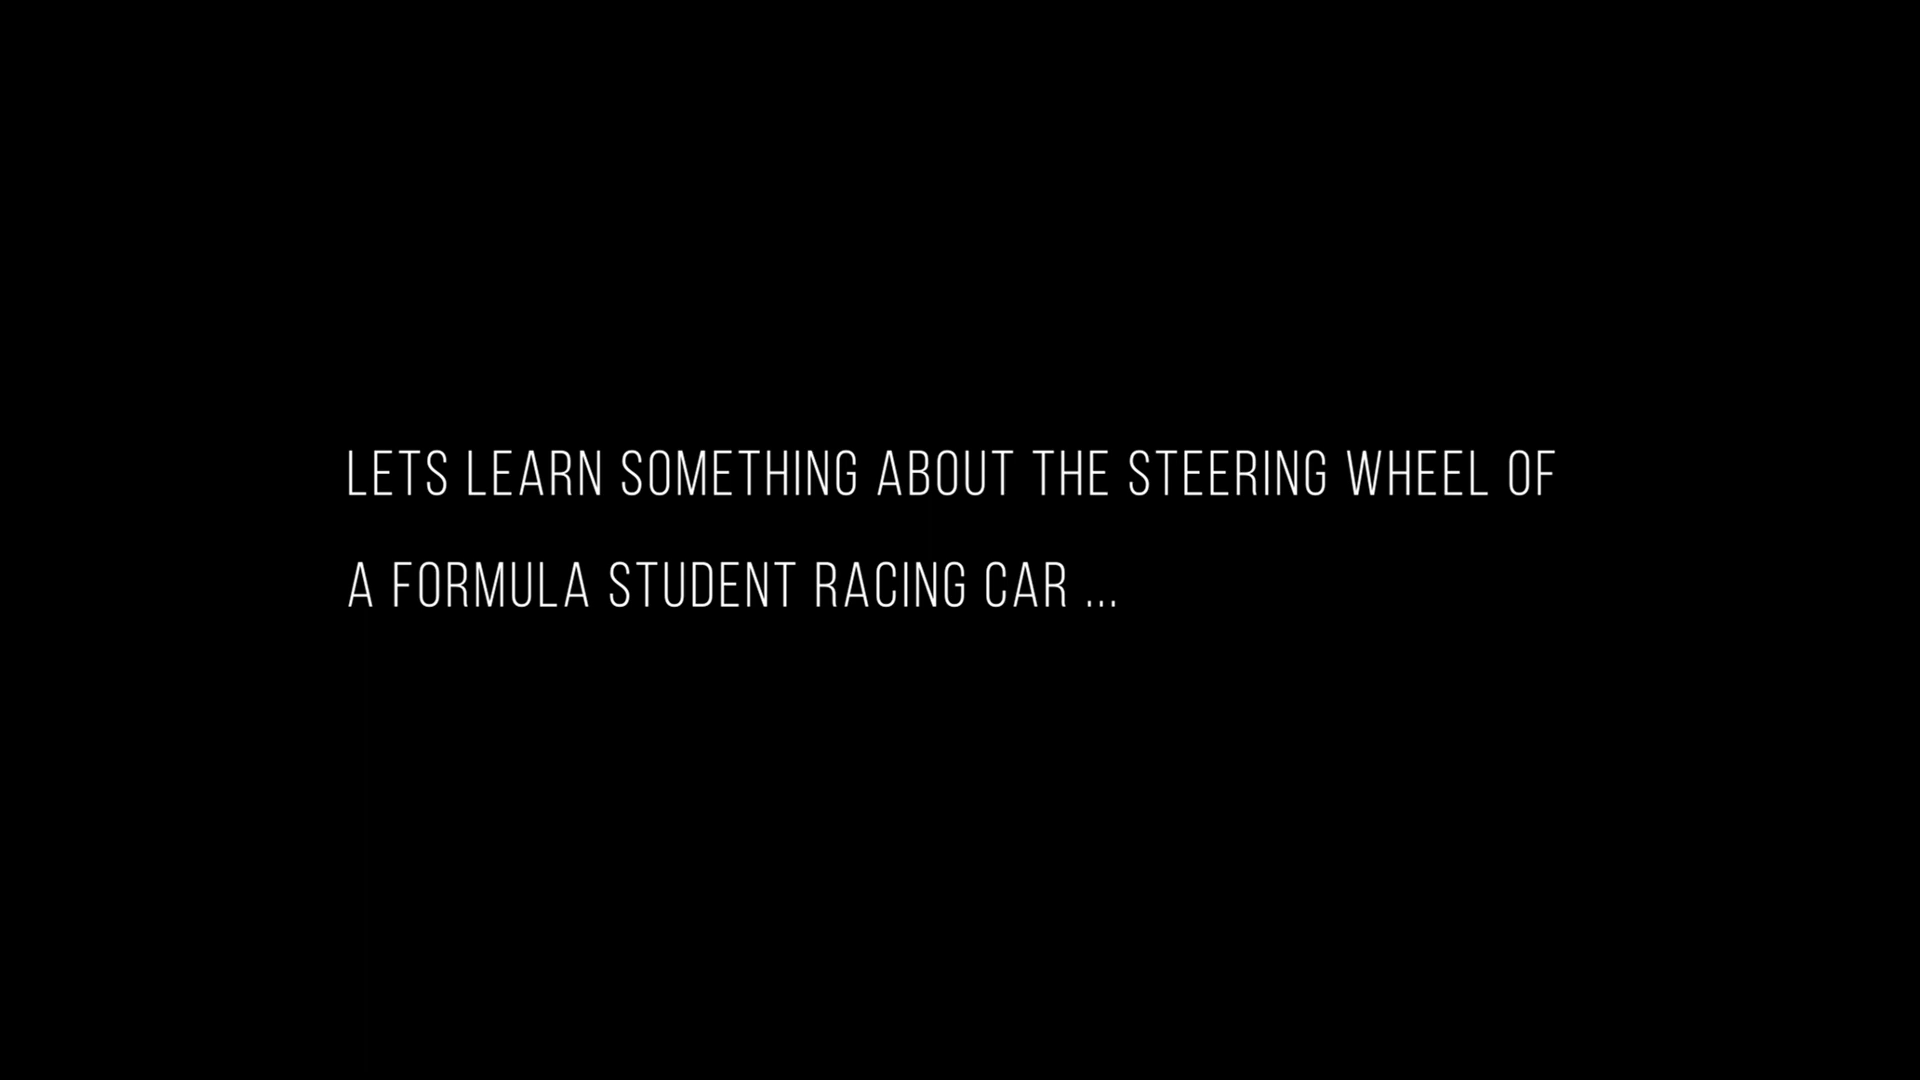 LETS LEARN SOMETHING ABOUT THE STEERING WHEEL OF
A FORMULA STUDENT RACING CAR ...